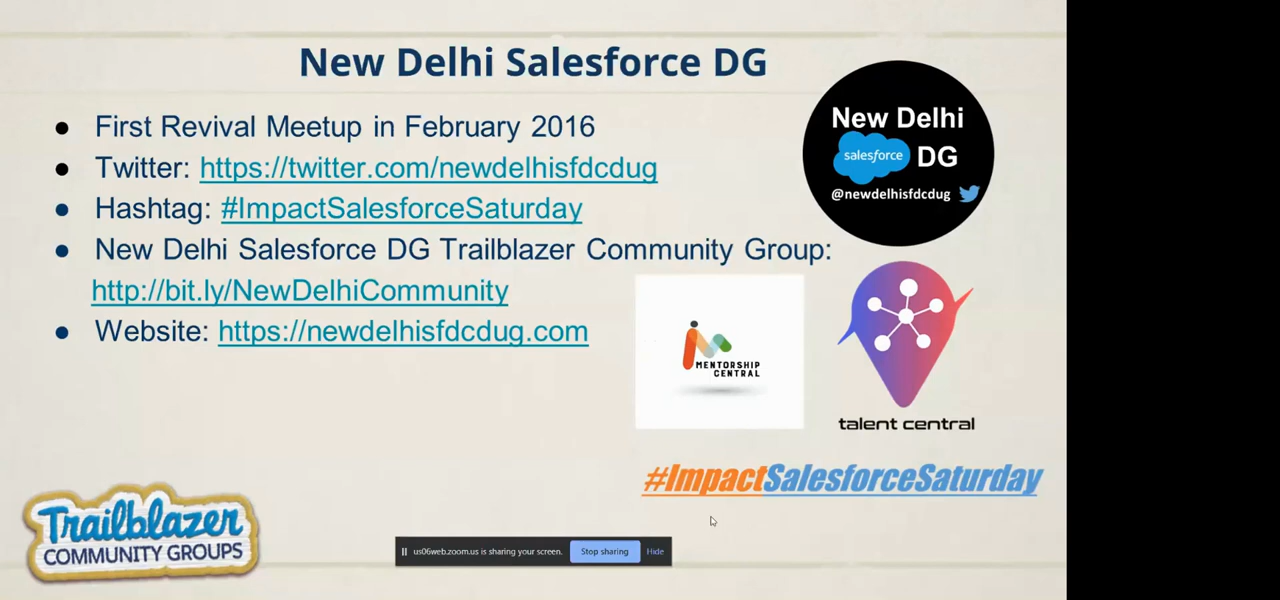 New Delhi Salesforce DG
● First Revival Meetup in February 2016
● Twitter: https://twitter.com/newdelhisfdcdug
● Hashtag: #ImpactSalesforceSaturday
● New Delhi Salesforce DG Trailblazer Community Group:
http://bit.ly/NewDelhiCommunity
● Website: https://newdelhisfdcdug.com
New Delhi
salesforce DG
@newdelhisfdcdug
MENTORSHIP
CENTRAL
talent central
#ImpactSalesforceSaturday
Trailblazer
COMMUNITY GROUPS
us06web.zoom.us is sharing your screen. Stop sharing Hide